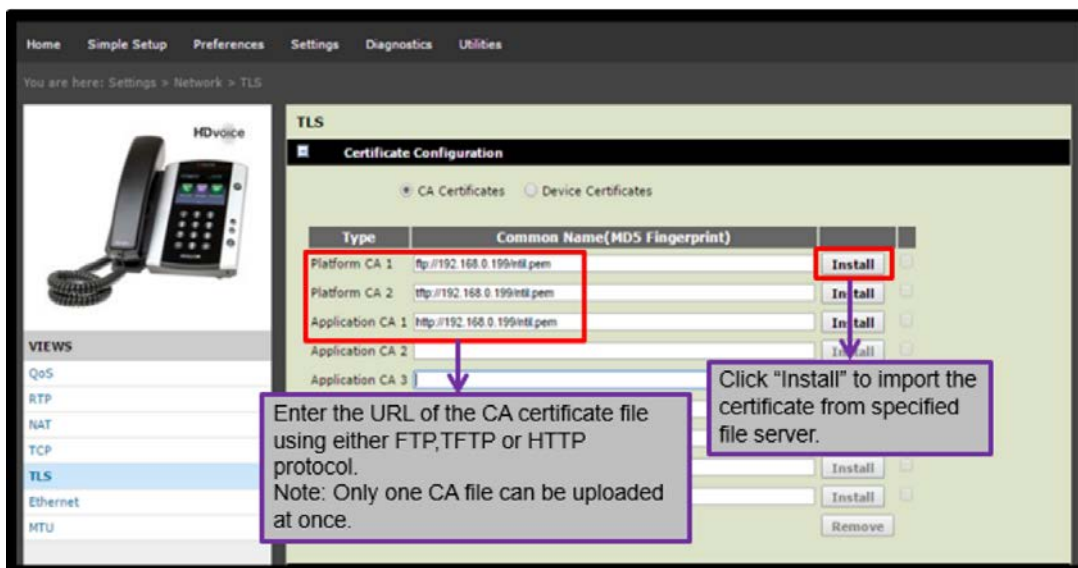 Home Simple Setup Preferences Settings Diagnostics Utilities
You are here: Settings > Network > TLS
HDvoice
TLS
Certificate Configuration
CA Certificates Device Certificates
Type Common Name(MD5 Fingerprint)
Platform CA 1 ftp://192.168.0.199/intil.pem Install
Platform CA 2 tftp://192.168.0.199/intil.pem Install
Application CA 1 http://192.168.0.199/intil.pem Install
Application CA 2 Install
Application CA 3
VIEWS
QoS
RTP
NAT
TCP
TLS
Ethernet
MTU
Enter the URL of the CA certificate file
using either FTP,TFTP or HTTP
protocol.
Note: Only one CA file can be uploaded
at once.
Click “Install” to import the
certificate from specified
file server.
Install
Install
Remove